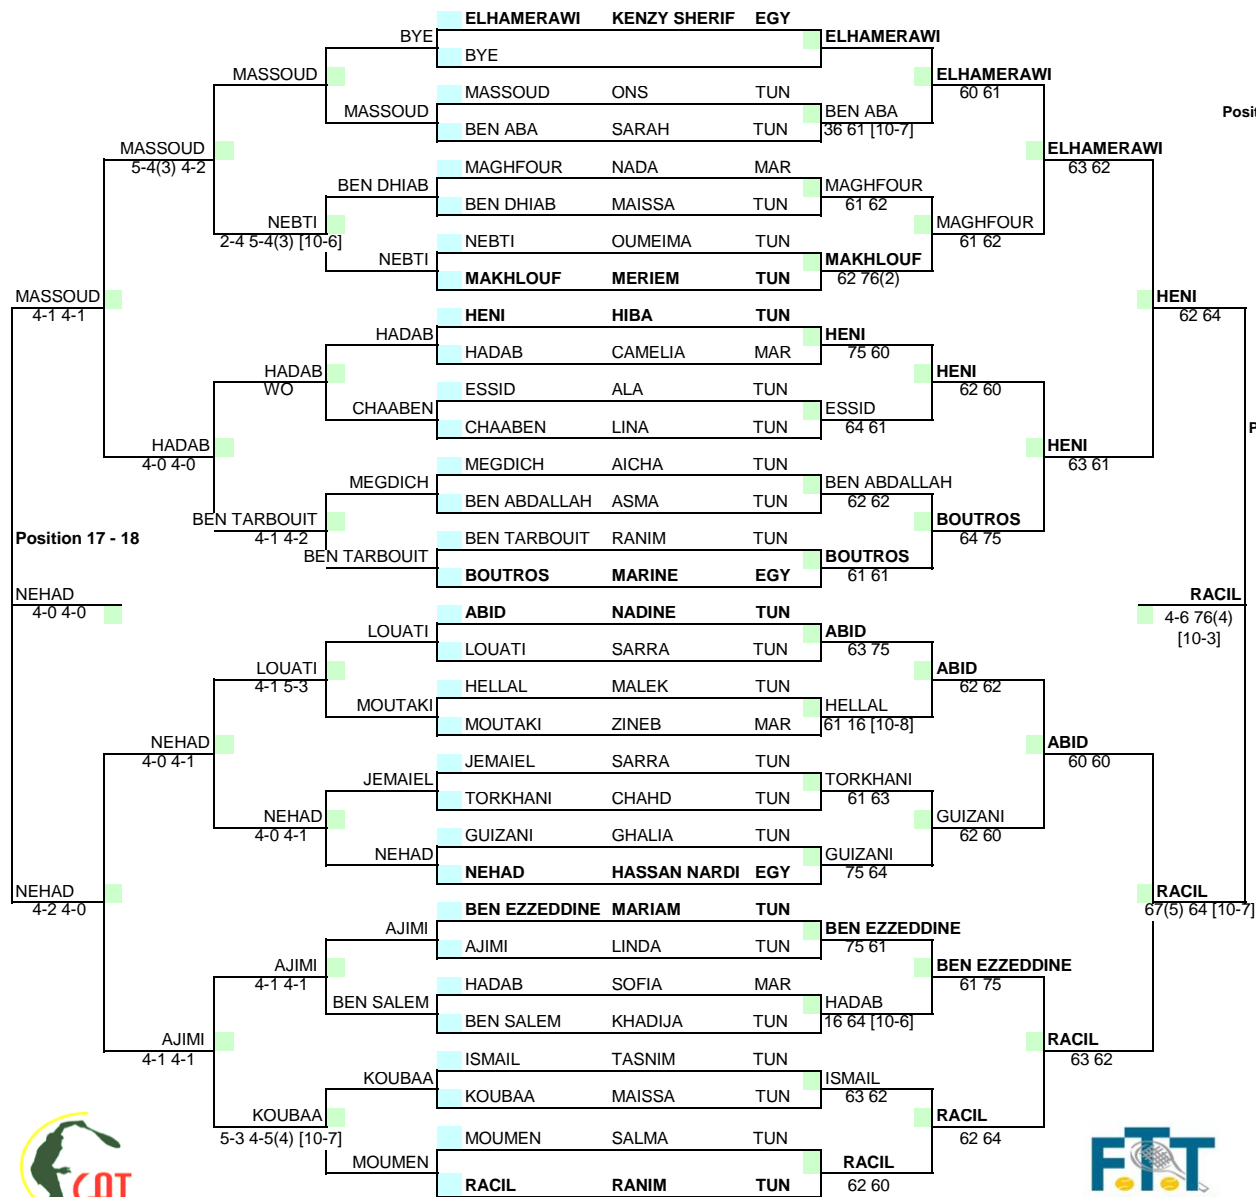 ELHAMERAWI KENZY SHERIF EGY
BYE ELHAMERAWI
BYE
MASSOUD ELHAMERAWI
MASSOUD ONS TUN 60 61
MASSOUD BEN ABA Posit
BEN ABA SARAH TUN 36 61 [10-7]
MASSOUD ELHAMERAWI
5-4(3) 4-2 MAGHFOUR NADA MAR 63 62
BEN DHIAB MAGHFOUR
BEN DHIAB MAISSA TUN 61 62
NEBTI MAGHFOUR
2-4 5-4(3) [10-6] NEBTI OUMEIMA TUN 61 62
NEBTI MAKHLOUF
MAKHLOUF MERIEM TUN 62 76(2)
MASSOUD HENI
4-1 4-1 HENI HIBA TUN 62 64
HADAB HENI
HADAB CAMELIA MAR 75 60
HADAB HENI
WO ESSID ALA TUN 62 60
CHAABEN ESSID
CHAABEN LINA TUN 64 61 P
HADAB HENI
4-0 4-0 MEGDICH AICHA TUN 63 61
MEGDICH BEN ABDALLAH
BEN ABDALLAH ASMA TUN 62 62
BEN TARBOUIT BOUTROS
Position 17 - 18 4-1 4-2 BEN TARBOUIT RANIM TUN 64 75
BEN TARBOUIT BOUTROS
BOUTROS MARINE EGY 61 61
NEHAD RACIL
4-0 4-0 ABID NADINE TUN 4-6 76(4)
LOUATI ABID [10-3]
LOUATI SARRA TUN 63 75
LOUATI ABID
4-1 5-3 HELLAL MALEK TUN 62 62
MOUTAKI HELLAL
MOUTAKI ZINEB MAR 61 16 [10-8]
NEHAD ABID
4-0 4-1 JEMAIEL SARRA TUN 60 60
JEMAIEL TORKHANI
TORKHANI CHAHD TUN 61 63
NEHAD GUIZANI
4-0 4-1 GUIZANI GHALIA TUN 62 60
NEHAD GUIZANI
NEHAD HASSAN NARDI EGY 75 64
NEHAD RACIL
4-2 4-0 BEN EZZEDDINE MARIAM TUN 67(5) 64 [10-7]
AJIMI BEN EZZEDDINE
AJIMI LINDA TUN 75 61
AJIMI BEN EZZEDDINE
4-1 4-1 HADAB SOFIA MAR 61 75
BEN SALEM HADAB
BEN SALEM KHADIJA TUN 16 64 [10-6]
AJIMI RACIL
4-1 4-1 ISMAIL TASNIM TUN 63 62
KOUBAA ISMAIL
KOUBAA MAISSA TUN 63 62
KOUBAA RACIL
5-3 4-5(4) [10-7] MOUMEN SALMA TUN 62 64
MOUMEN RACIL
RACIL RANIM TUN 62 60
CAT
F.T.T